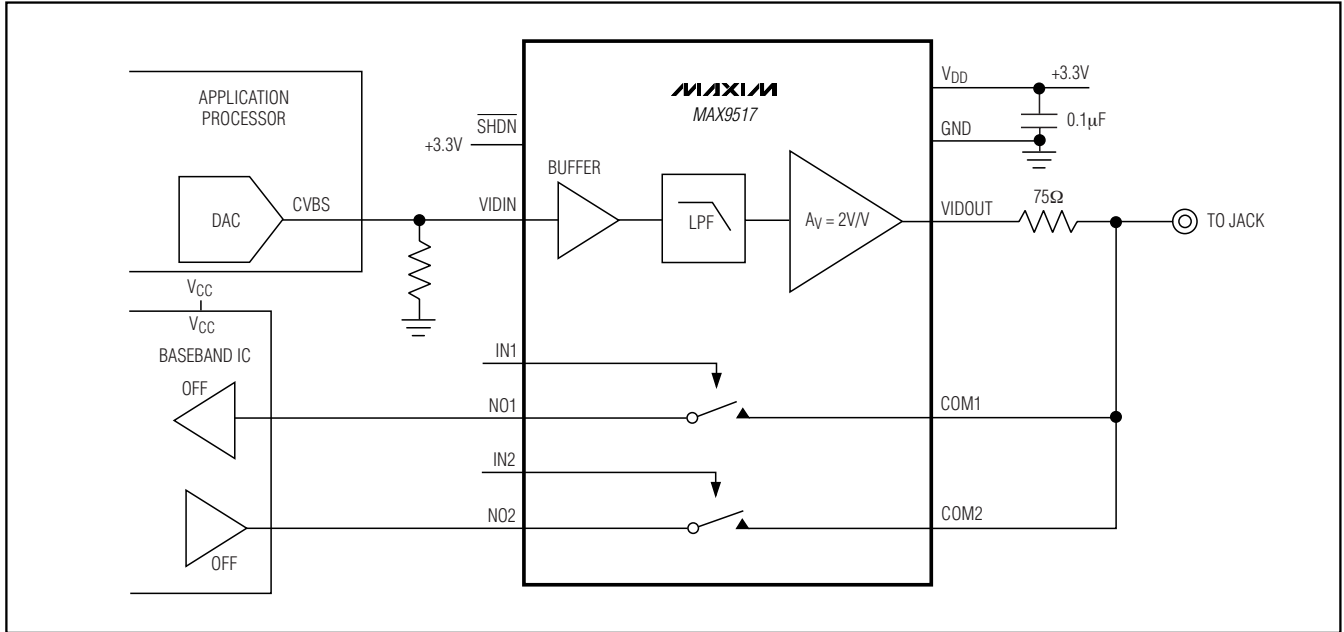 APPLICATION
PROCESSOR
DAC
CVBS
VCC
VCC
BASEBAND IC
OFF
OFF
+3.3V
SHDN
VIDIN
IN1
NO1
IN2
NO2
MAXIM
MAX9517
BUFFER
LPF
AV = 2V/V
VDD
+3.3V
0.1µF
GND
VIDOUT
75Ω
TO JACK
COM1
COM2